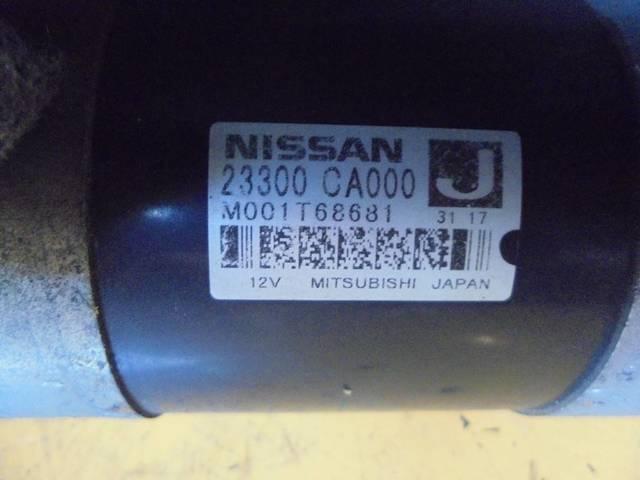 NISSAN
23300 CA000 J
M001T68681 31 17
12V MITSUBISHI JAPAN